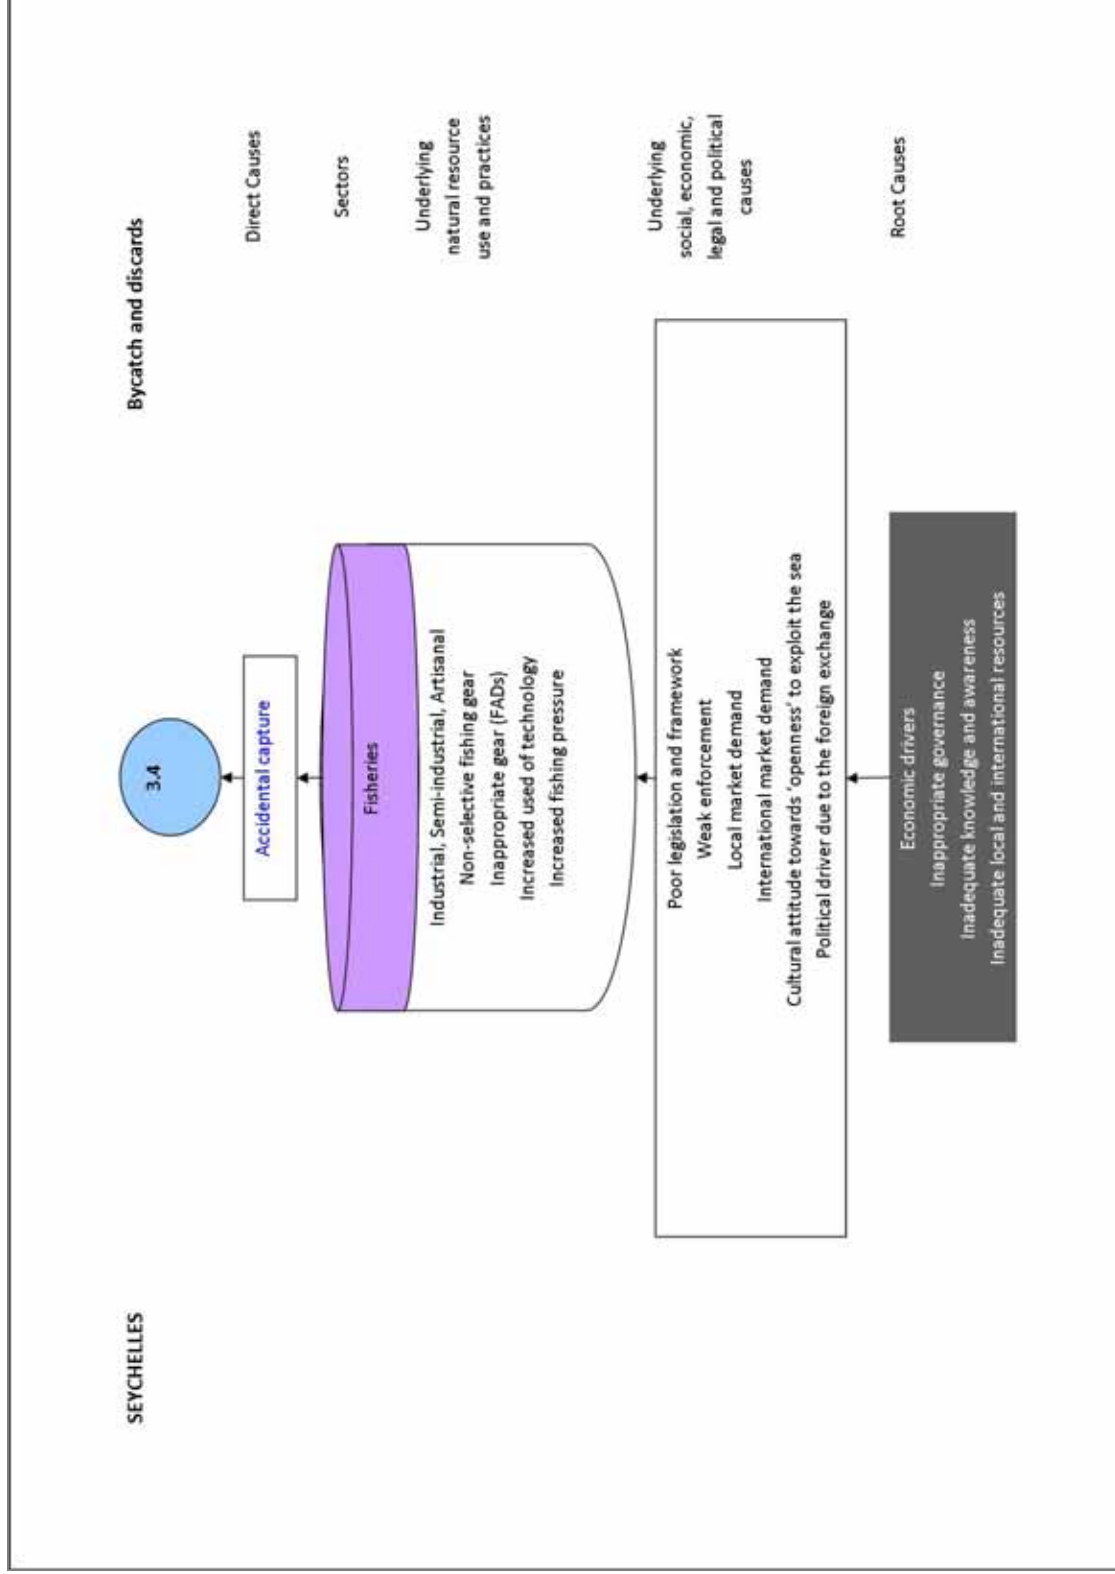 SEYCHELLES
Bycatch and discards
3.4
Accidental capture
Direct Causes
Fisheries
Sectors
Industrial, Semi-industrial, Artisanal
Non-selective fishing gear
Inappropriate gear (FADs)
Increased used of technology
Increased fishing pressure
Underlying
natural resource
use and practices
Poor legislation and framework
Weak enforcement
Local market demand
International market demand
Cultural attitude towards ‘openness’ to exploit the sea
Political driver due to the foreign exchange
Underlying
social, economic,
legal and political
causes
Economic drivers
Inappropriate governance
Inadequate knowledge and awareness
Inadequate local and international resources
Root Causes